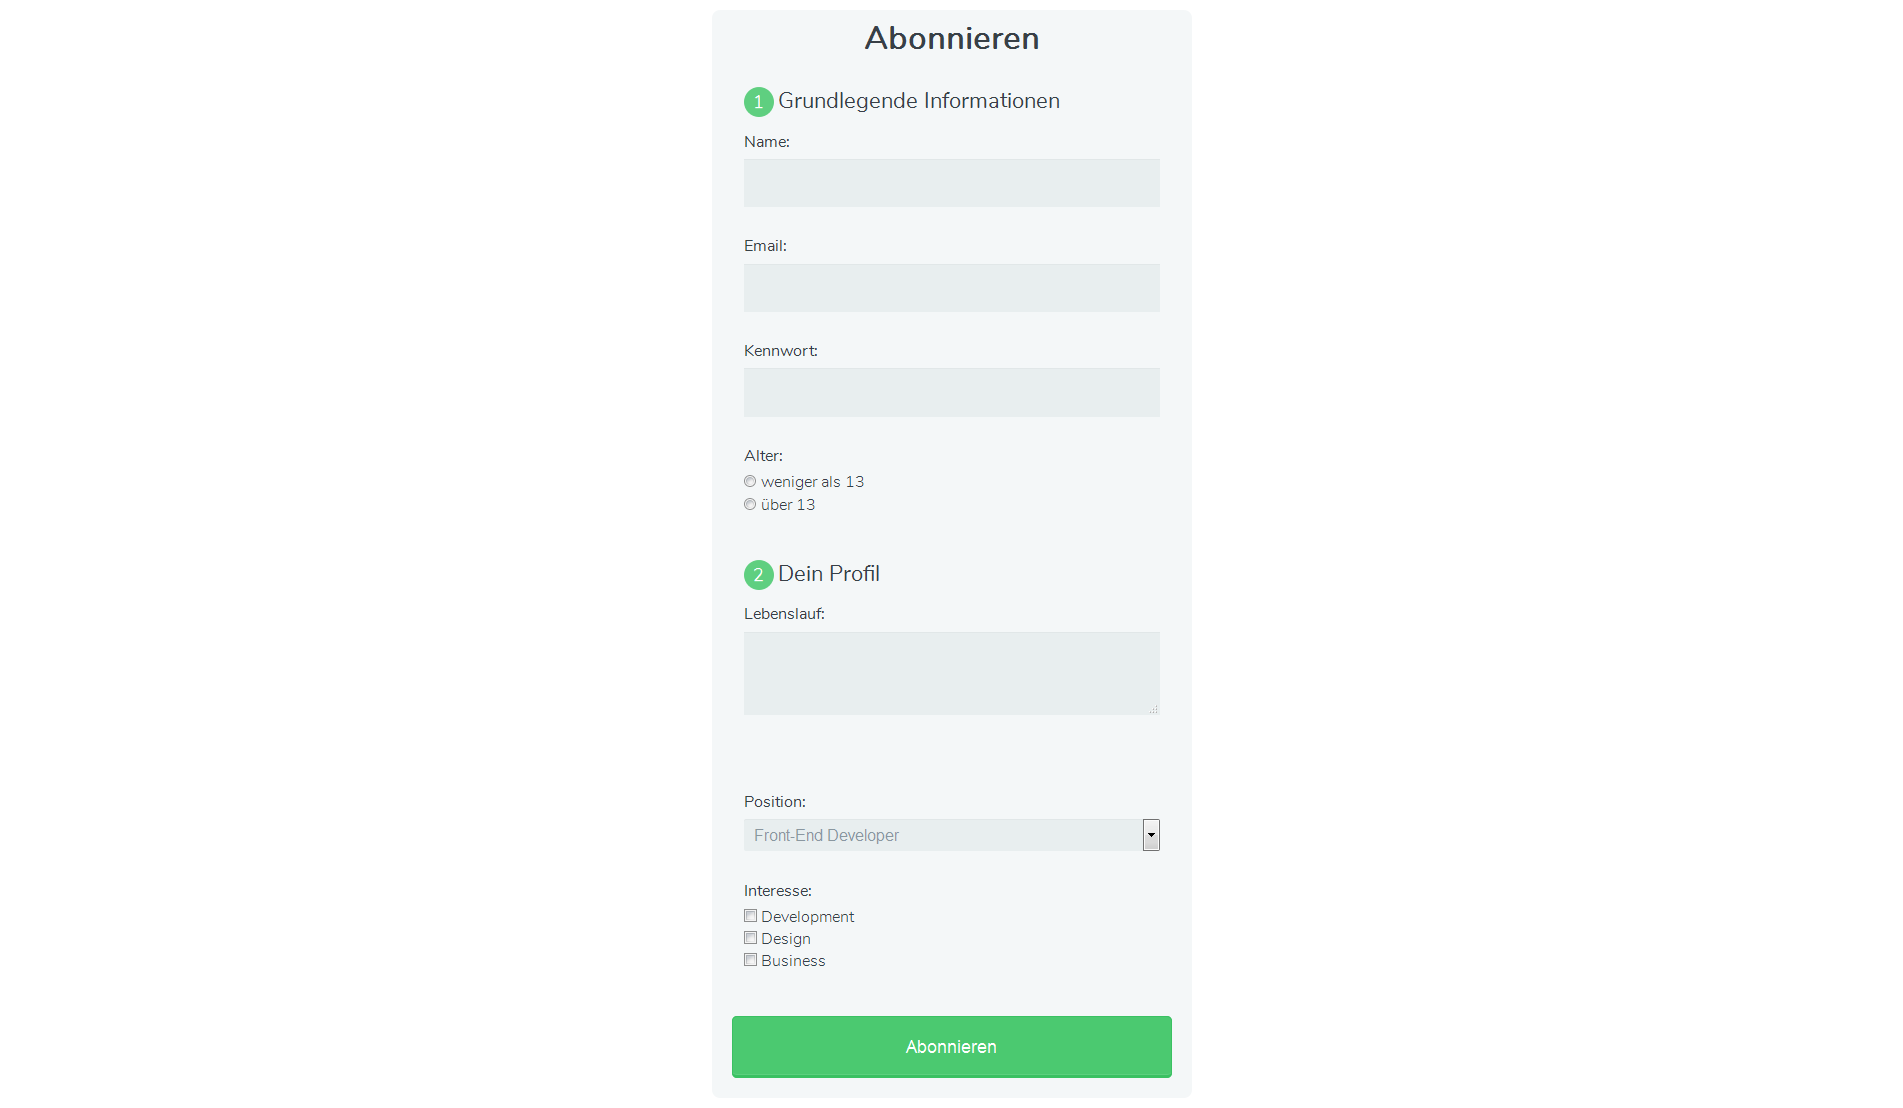 Abonnieren
1 Grundlegende Informationen
Name:
Email:
Kennwort:
Alter:
weniger als 13
über 13
2 Dein Profil
Lebenslauf:
Position:
Front-End Developer
Interesse:
Development
Design
Business
Abonnieren